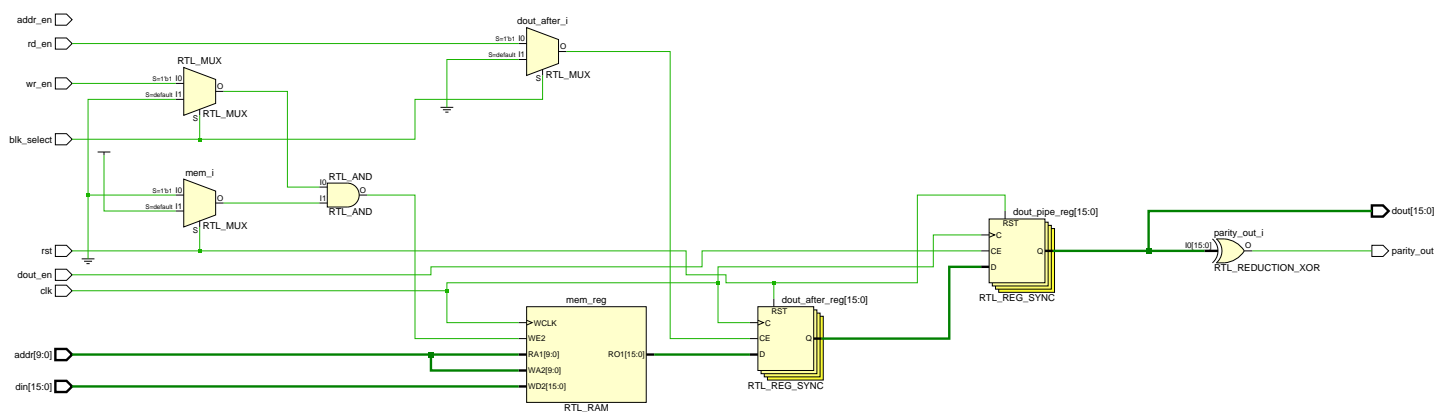 addr_en
rd_en
wr_en
blk_select
rst
dout_en
clk
addr[9:0]
din[15:0]
RTL_MUX
S=1'b1 I0
S=default I1
S
O
RTL_MUX
mem_i
S=1'b1 I0
S=default I1
S
O
RTL_MUX
RTL_AND
I0
I1
O
RTL_AND
dout_after_i
S=1'b1 I0
S=default I1
S
O
RTL_MUX
mem_reg
WCLK
WE2
RA1[9:0]
WA2[9:0]
WD2[15:0]
RO1[15:0]
RTL_RAM
dout_after_reg[15:0]
RST
C
CE
D
Q
RTL_REG_SYNC
dout_pipe_reg[15:0]
RST
C
CE
D
Q
RTL_REG_SYNC
parity_out_i
I0[15:0]
O
RTL_REDUCTION_XOR
dout[15:0]
parity_out